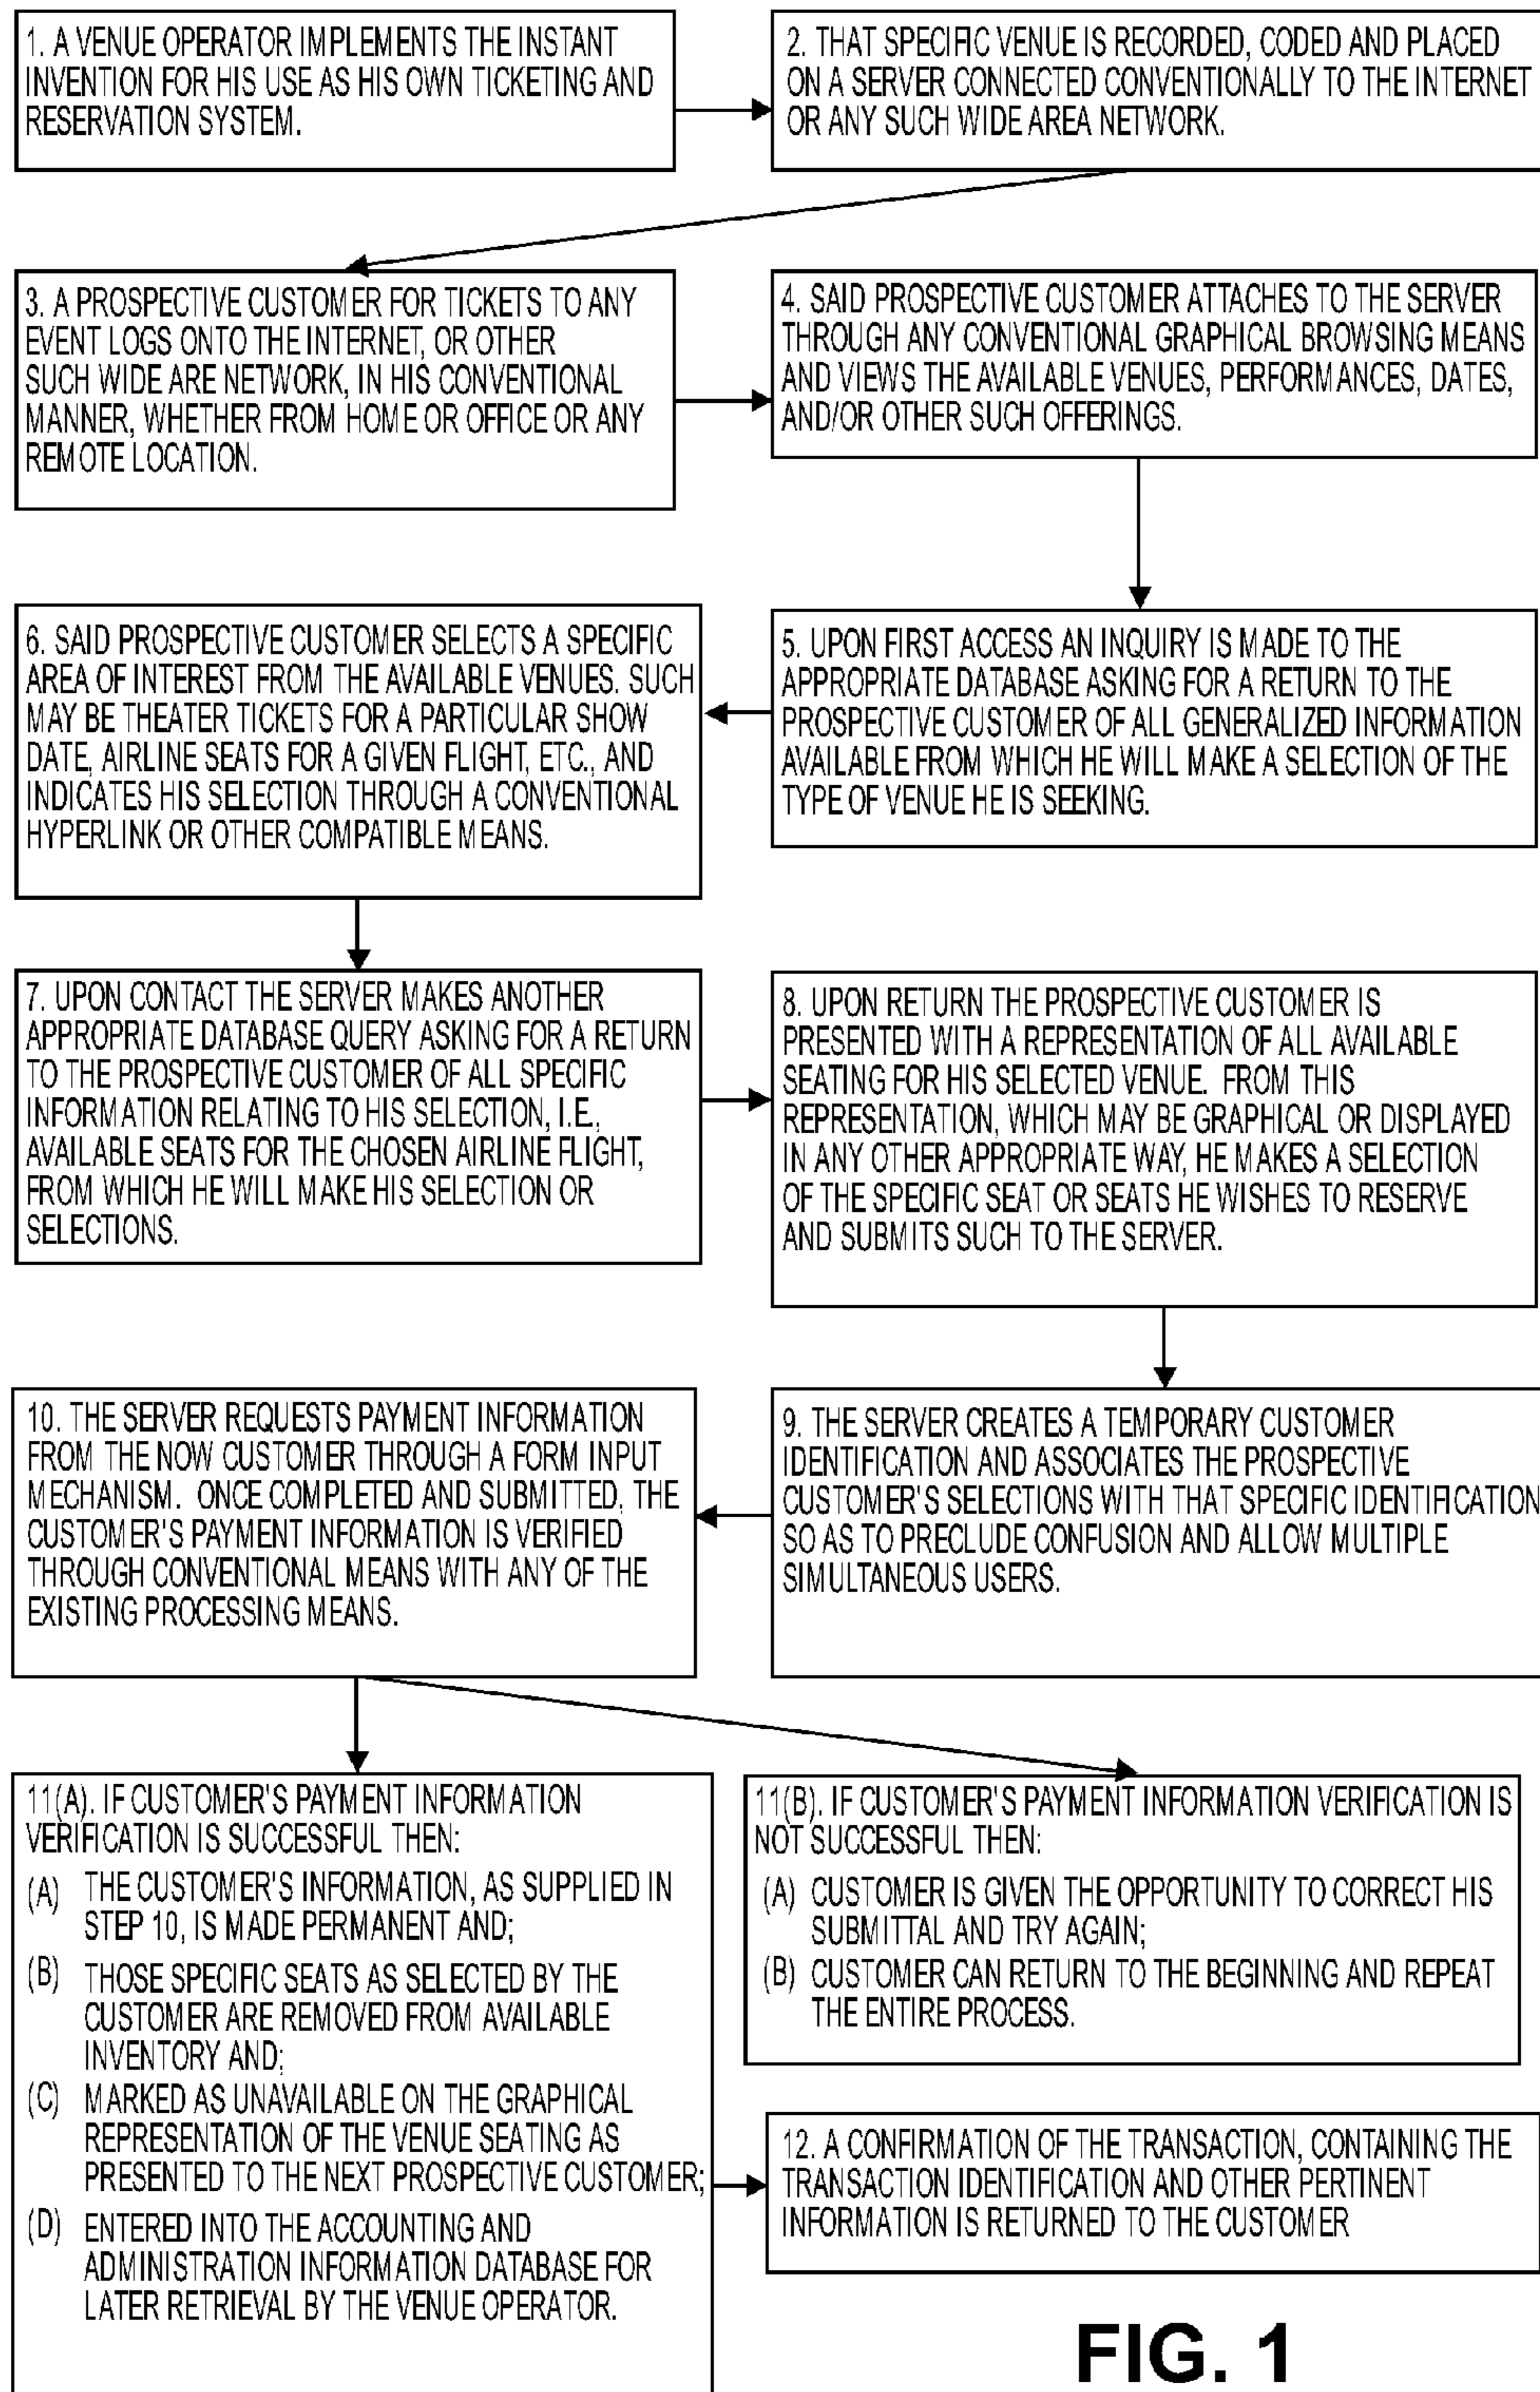 1. A VENUE OPERATOR IMPLEMENTS THE INSTANT
INVENTION FOR HIS USE AS HIS OWN TICKETING AND
RESERVATION SYSTEM.
2. THAT SPECIFIC VENUE IS RECORDED, CODED AND PLACED
ON A SERVER CONNECTED CONVENTIONALLY TO THE INTERNET
OR ANY SUCH WIDE AREA NETWORK.
3. A PROSPECTIVE CUSTOMER FOR TICKETS TO ANY
EVENT LOGS ONTO THE INTERNET, OR OTHER
SUCH WIDE ARE NETWORK, IN HIS CONVENTIONAL
MANNER, WHETHER FROM HOME OR OFFICE OR ANY
REMOTE LOCATION.
4. SAID PROSPECTIVE CUSTOMER ATTACHES TO THE SERVER
THROUGH ANY CONVENTIONAL GRAPHICAL BROWSING MEANS
AND VIEWS THE AVAILABLE VENUES, PERFORMANCES, DATES,
AND/OR OTHER SUCH OFFERINGS.
5. UPON FIRST ACCESS AN INQUIRY IS MADE TO THE
APPROPRIATE DATABASE ASKING FOR A RETURN TO THE
PROSPECTIVE CUSTOMER OF ALL GENERALIZED INFORMATION
AVAILABLE FROM WHICH HE WILL MAKE A SELECTION OF THE
TYPE OF VENUE HE IS SEEKING.
6. SAID PROSPECTIVE CUSTOMER SELECTS A SPECIFIC
AREA OF INTEREST FROM THE AVAILABLE VENUES. SUCH
MAY BE THEATER TICKETS FOR A PARTICULAR SHOW
DATE, AIRLINE SEATS FOR A GIVEN FLIGHT, ETC., AND
INDICATES HIS SELECTION THROUGH A CONVENTIONAL
HYPERLINK OR OTHER COMPATIBLE MEANS.
7. UPON CONTACT THE SERVER MAKES ANOTHER
APPROPRIATE DATABASE QUERY ASKING FOR A RETURN
TO THE PROSPECTIVE CUSTOMER OF ALL SPECIFIC
INFORMATION RELATING TO HIS SELECTION, I.E.,
AVAILABLE SEATS FOR THE CHOSEN AIRLINE FLIGHT,
FROM WHICH HE WILL MAKE HIS SELECTION OR
SELECTIONS.
8. UPON RETURN THE PROSPECTIVE CUSTOMER IS
PRESENTED WITH A REPRESENTATION OF ALL AVAILABLE
SEATING FOR HIS SELECTED VENUE. FROM THIS
REPRESENTATION, WHICH MAY BE GRAPHICAL OR DISPLAYED
IN ANY OTHER APPROPRIATE WAY, HE MAKES A SELECTION
OF THE SPECIFIC SEAT OR SEATS HE WISHES TO RESERVE
AND SUBMITS SUCH TO THE SERVER.
9. THE SERVER CREATES A TEMPORARY CUSTOMER
IDENTIFICATION AND ASSOCIATES THE PROSPECTIVE
CUSTOMER'S SELECTIONS WITH THAT SPECIFIC IDENTIFICATION
SO AS TO PRECLUDE CONFUSION AND ALLOW MULTIPLE
SIMULTANEOUS USERS.
10. THE SERVER REQUESTS PAYMENT INFORMATION
FROM THE NOW CUSTOMER THROUGH A FORM INPUT
MECHANISM. ONCE COMPLETED AND SUBMITTED, THE
CUSTOMER'S PAYMENT INFORMATION IS VERIFIED
THROUGH CONVENTIONAL MEANS WITH ANY OF THE
EXISTING PROCESSING MEANS.
11(A). IF CUSTOMER'S PAYMENT INFORMATION
VERIFICATION IS SUCCESSFUL THEN:
(A) THE CUSTOMER'S INFORMATION, AS SUPPLIED IN
STEP 10, IS MADE PERMANENT AND;
(B) THOSE SPECIFIC SEATS AS SELECTED BY THE
CUSTOMER ARE REMOVED FROM AVAILABLE
INVENTORY AND;
(C) MARKED AS UNAVAILABLE ON THE GRAPHICAL
REPRESENTATION OF THE VENUE SEATING AS
PRESENTED TO THE NEXT PROSPECTIVE CUSTOMER;
(D) ENTERED INTO THE ACCOUNTING AND
ADMINISTRATION INFORMATION DATABASE FOR
LATER RETRIEVAL BY THE VENUE OPERATOR.
11(B). IF CUSTOMER'S PAYMENT INFORMATION VERIFICATION IS
NOT SUCCESSFUL THEN:
(A) CUSTOMER IS GIVEN THE OPPORTUNITY TO CORRECT HIS
SUBMITTAL AND TRY AGAIN;
(B) CUSTOMER CAN RETURN TO THE BEGINNING AND REPEAT
THE ENTIRE PROCESS.
12. A CONFIRMATION OF THE TRANSACTION, CONTAINING THE
TRANSACTION IDENTIFICATION AND OTHER PERTINENT
INFORMATION IS RETURNED TO THE CUSTOMER
FIG. 1